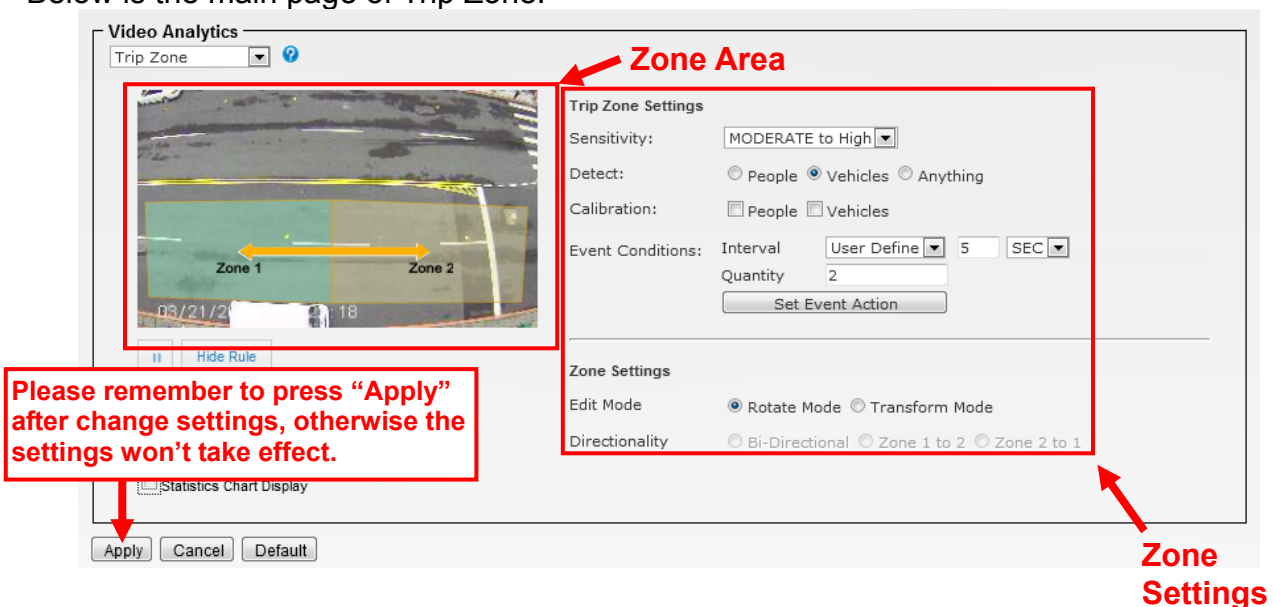 Below is the main page of Trip Zone.
Video Analytics
Trip Zone
Zone Area
Trip Zone Settings
Sensitivity: MODERATE to High
Detect: People Vehicles Anything
Calibration: People Vehicles
Event Conditions: Interval User Define 5 SEC
Quantity 2
Set Event Action
Zone 1 Zone 2
03/21/2 18
Hide Rule
Zone Settings
Edit Mode Rotate Mode Transform Mode
Directionality Bi-Directional Zone 1 to 2 Zone 2 to 1
Please remember to press “Apply”
after change settings, otherwise the
settings won’t take effect.
Statistics Chart Display
Apply Cancel Default
Zone
Settings